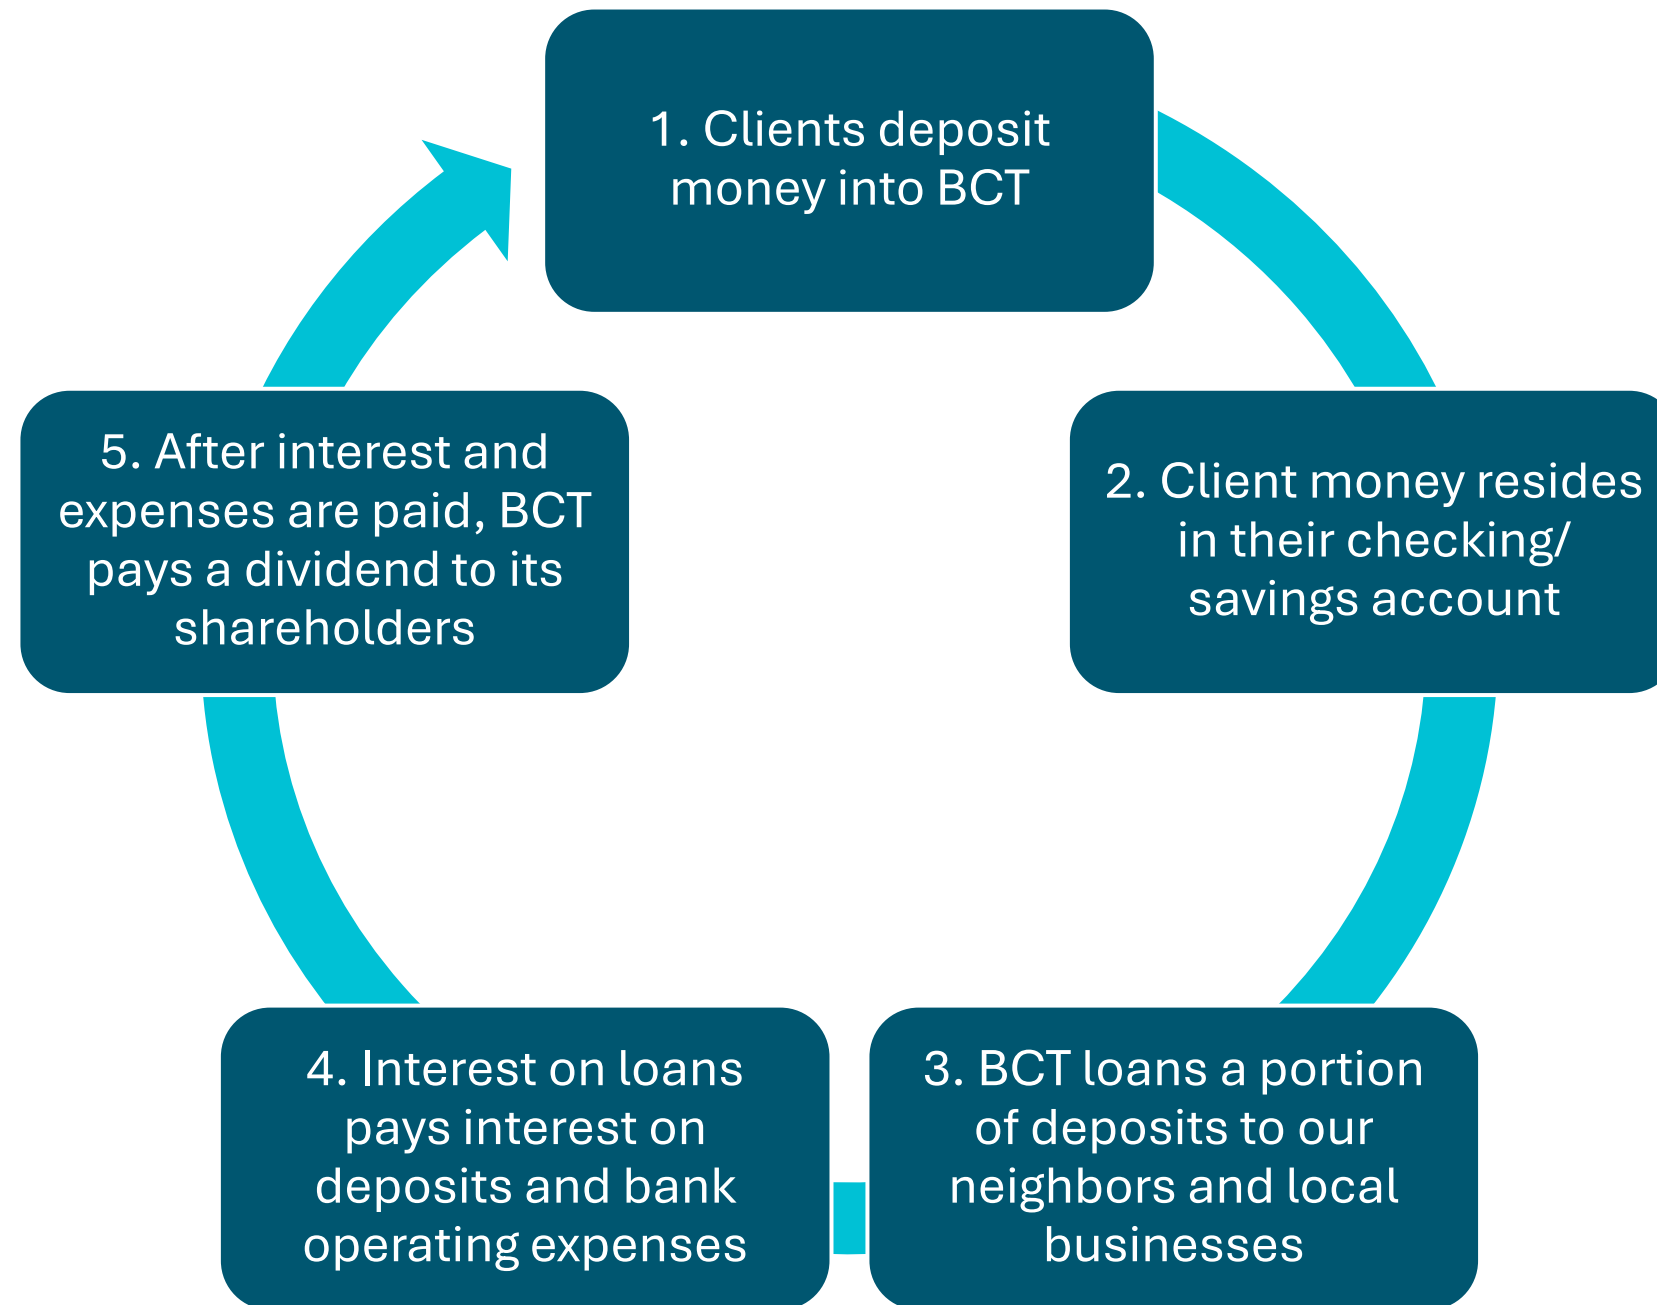 1. Clients deposit
money into BCT
2. Client money resides
in their checking/
savings account
3. BCT loans a portion
of deposits to our
neighbors and local
businesses
4. Interest on loans
pays interest on
deposits and bank
operating expenses
5. After interest and
expenses are paid, BCT
pays a dividend to its
shareholders